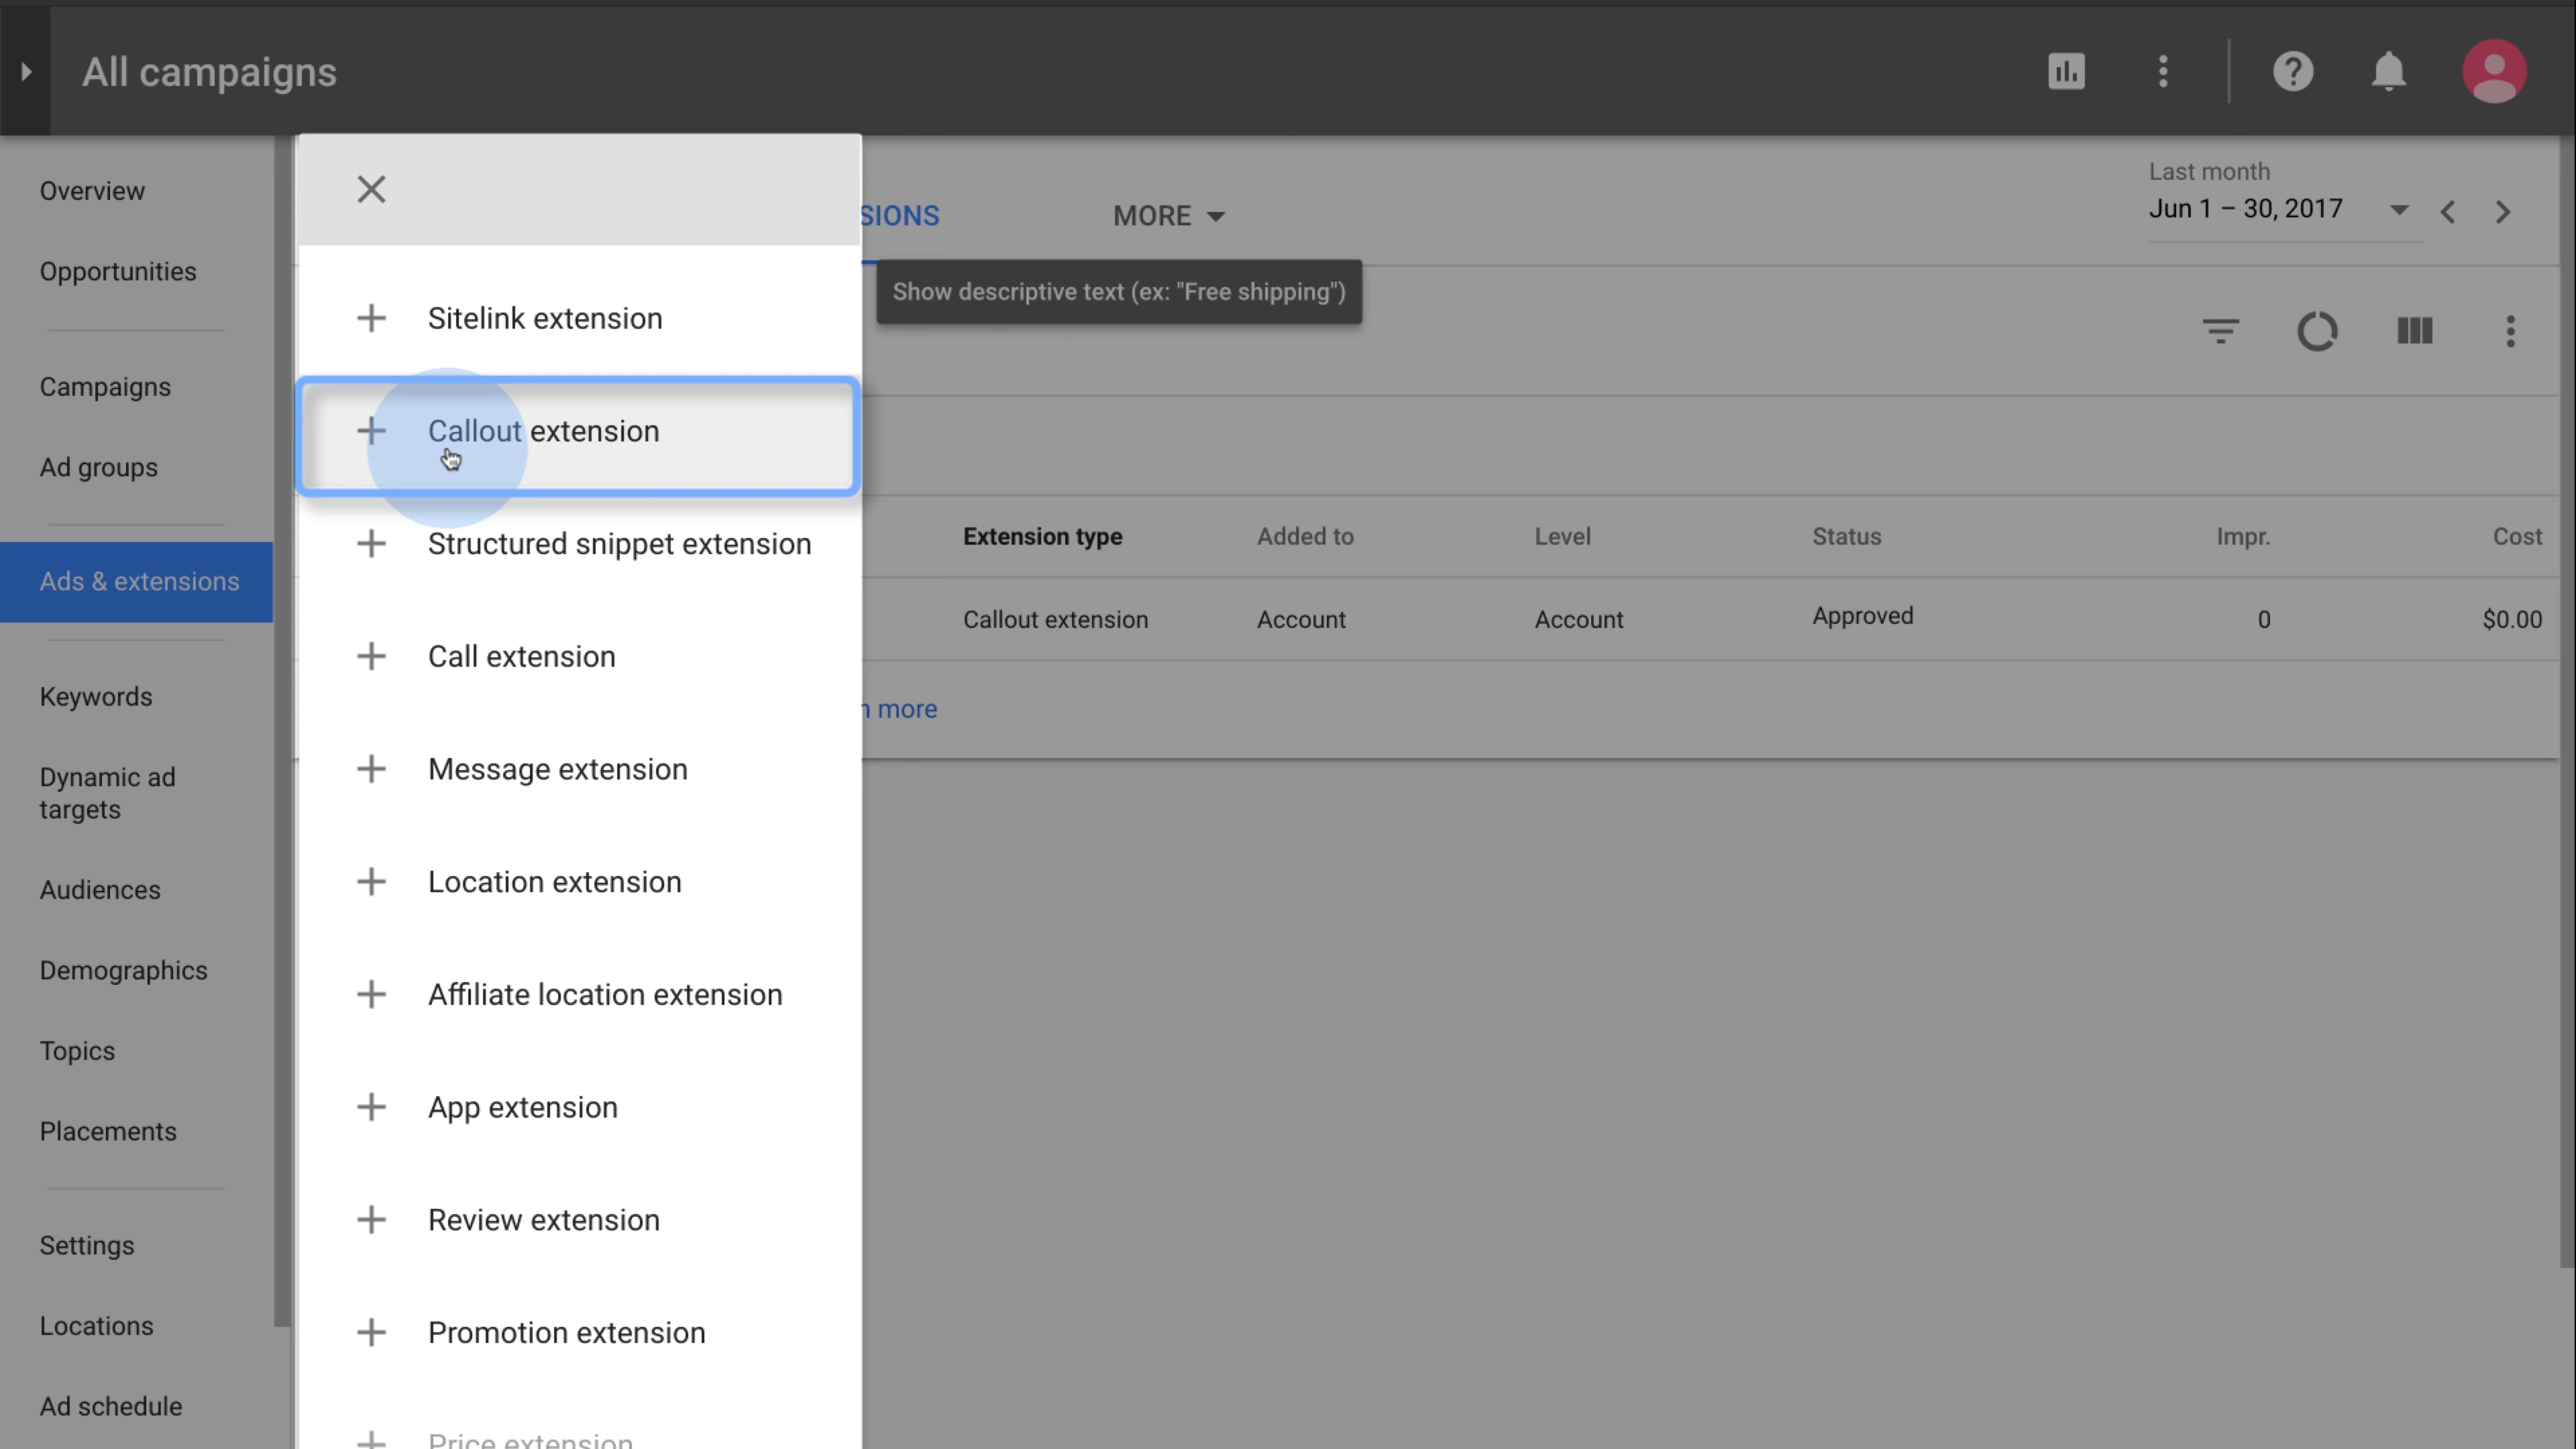 All campaigns
Overview
Opportunities
Campaigns
Ad groups
Ads & extensions
Keywords
Dynamic ad
targets
Audiences
Demographics
Topics
Placements
Settings
Locations
Ad schedule
Sitelink extension
Callout extension
Structured snippet extension
Call extension
Message extension
Location extension
Affiliate location extension
App extension
Review extension
Promotion extension
Price extension
SIONS
MORE
Last month
Jun 1 – 30, 2017
Show descriptive text (ex: "Free shipping")
Extension type Added to Level Status Impr. Cost
Callout extension Account Account Approved 0 $0.00
n more